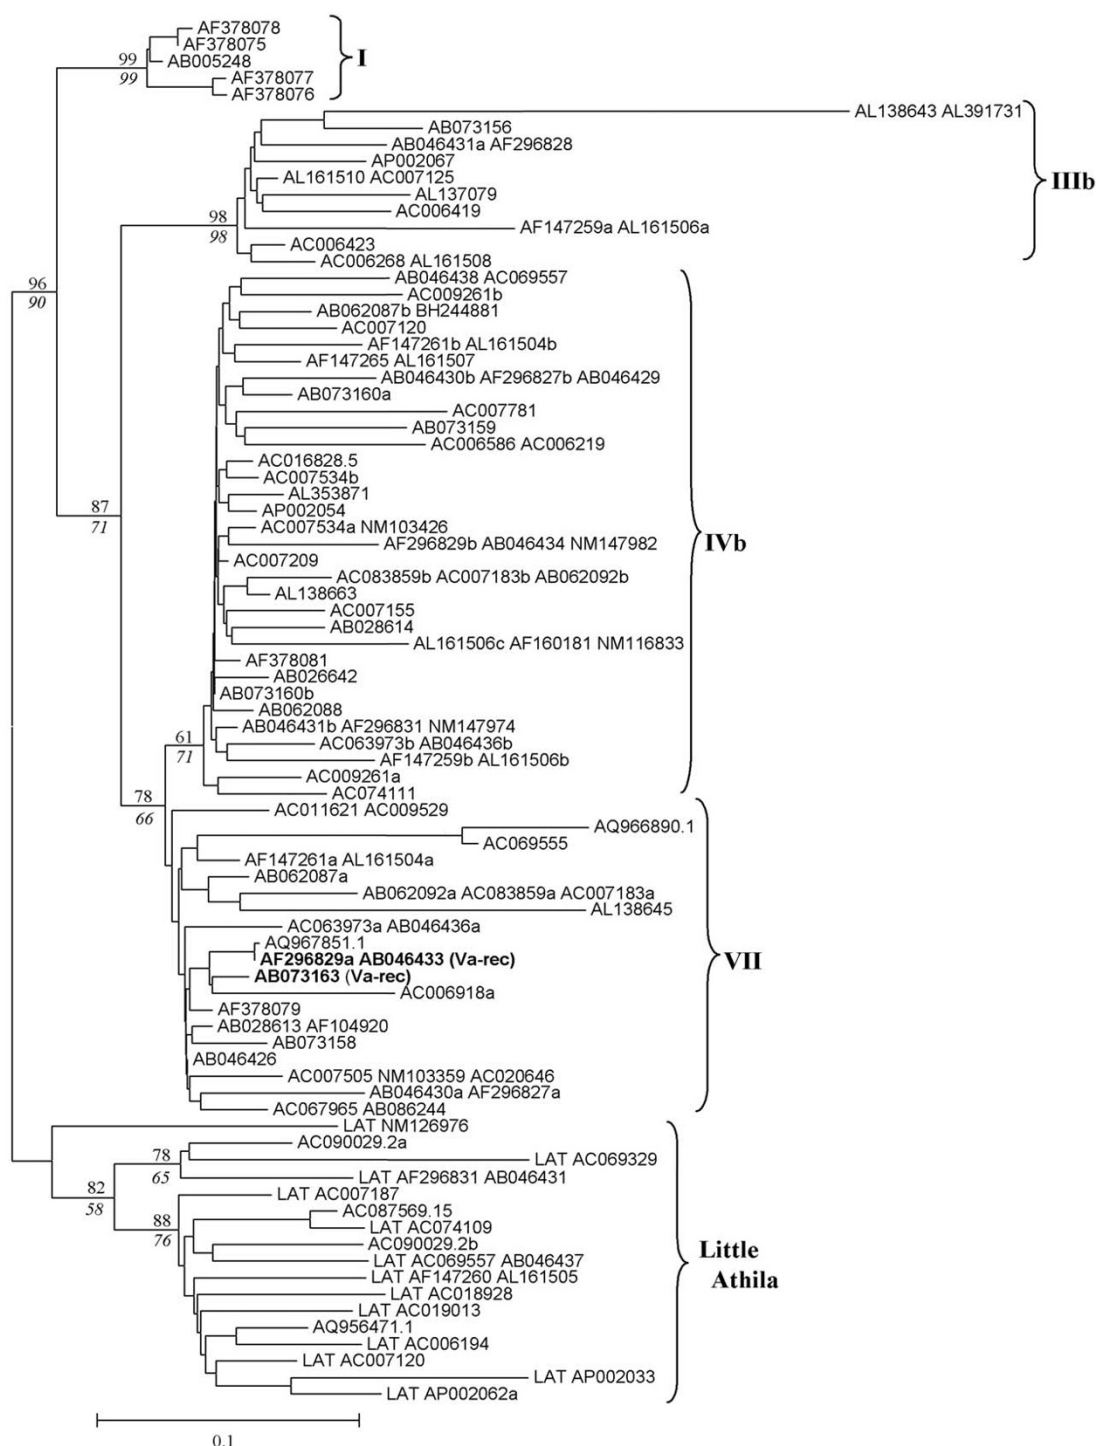 AF378078
AF378075
99
AB005248
I
99
AF378077
AF378076
AL138643 AL391731
AB073156
AB046431a AF296828
AP002067
AL161510 AC007125
IIIb
AL137079
AC006419
98
AF147259a AL161506a
98
AC006423
AC006268 AL161508
96
AB046438 AC069557
90
AC009261b
AB062087b BH244881
AC007120
AF147261b AL161504b
AF147265 AL161507
AB046430b AF296827b AB046429
AB073160a
AC007781
AB073159
AC006586 AC006219
AC016828.5
AC007534b
AL353871
87
AP002054
71
AC007534a NM103426
AF296829b AB046434 NM147982
IVb
AC007209
AC083859b AC007183b AB062092b
AL138663
AC007155
AB028614
AL161506c AF160181 NM116833
AF378081
AB026642
AB073160b
AB062088
AB046431b AF296831 NM147974
61
AC063973b AB046436b
71
AF147259b AL161506b
AC009261a
AC074111
78
66
AC011621 AC009529
AQ966890.1
AC069555
AF147261a AL161504a
AB062087a
AB062092a AC083859a AC007183a
AL138645
AC063973a AB046436a
AQ967851.1
AF296829a AB046433 (Va-rec)
VII
AB073163 (Va-rec)
AC006918a
AF378079
AB028613 AF104920
AB073158
AB046426
AC007505 NM103359 AC020646
AB046430a AF296827a
AC067965 AB086244
LAT NM126976
AC090029.2a
78
LAT AC069329
65
LAT AF296831 AB046431
82
58
LAT AC007187
AC087569.15
88
LAT AC074109
76
AC090029.2b
LAT AC069557 AB046437
Little
Athila
LAT AF147260 AL161505
LAT AC018928
LAT AC019013
AQ956471.1
LAT AC006194
LAT AC007120
LAT AP002033
LAT AP002062a
0.1